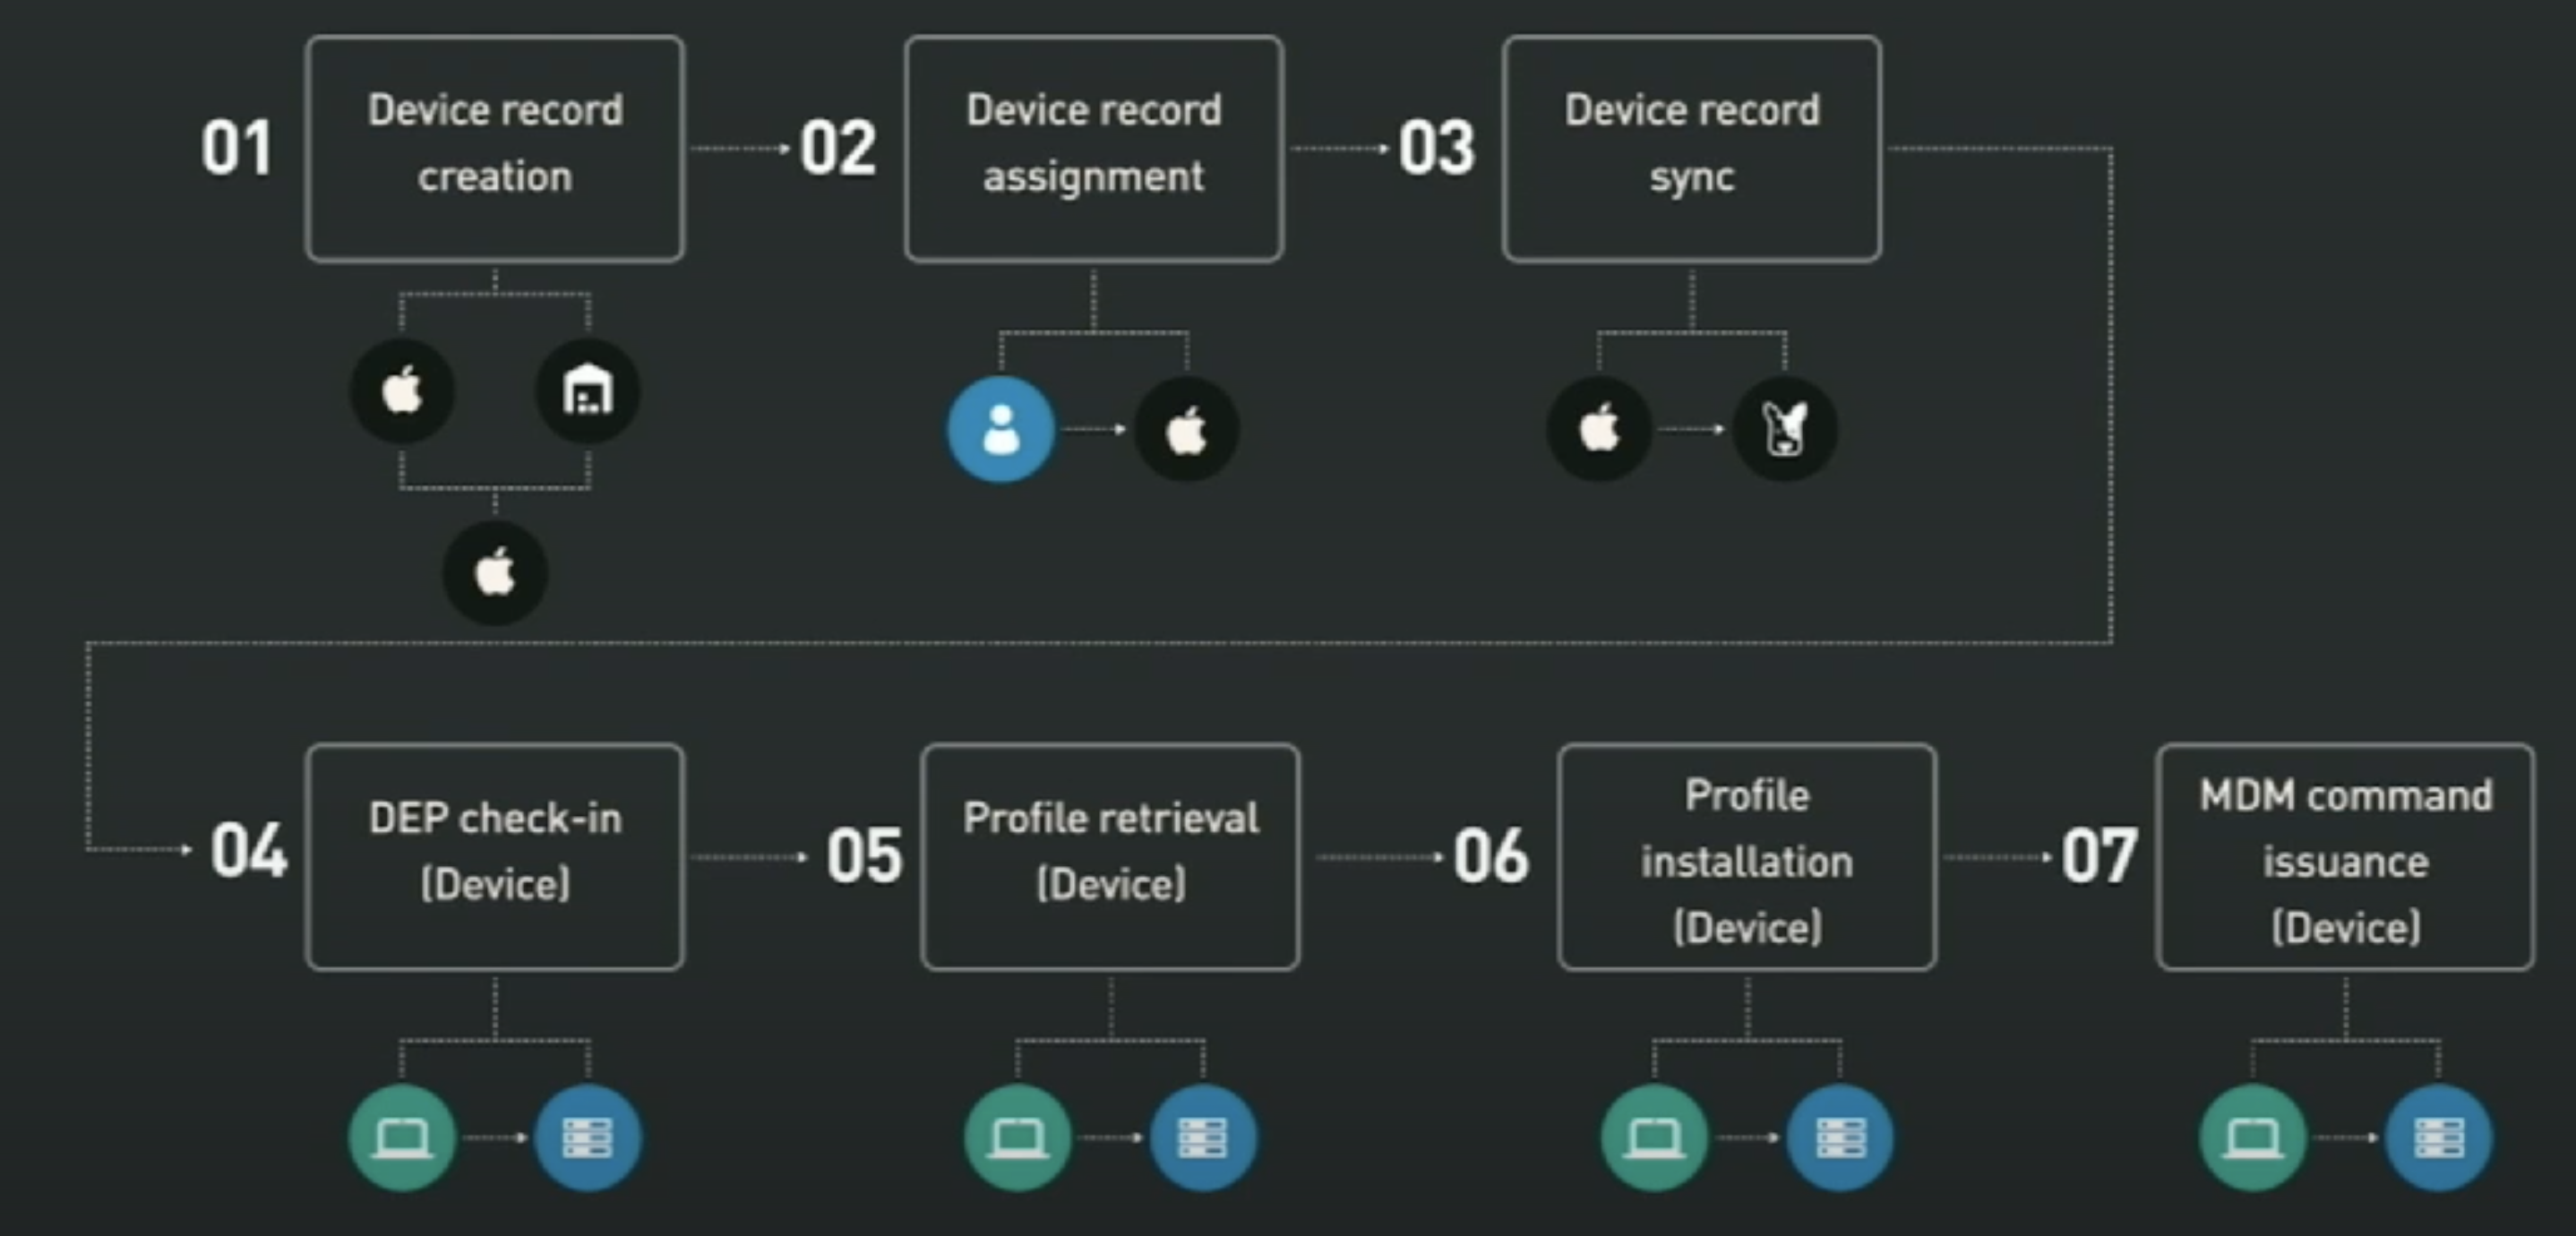 01
Device record
creation
02
Device record
assignment
03
Device record
sync
04
DEP check-in
(Device)
05
Profile retrieval
(Device)
06
Profile
installation
(Device)
07
MDM command
issuance
(Device)